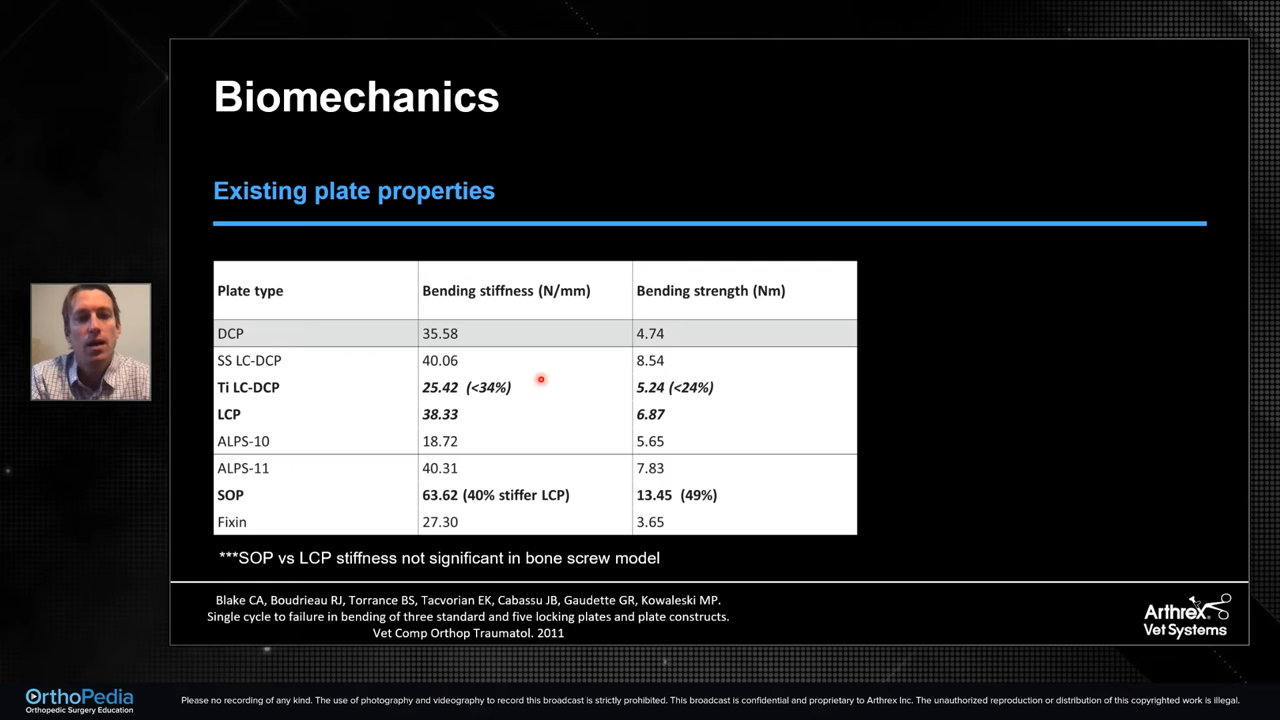 Biomechanics
Existing plate properties
Plate type Bending stiffness (N/mm) Bending strength (Nm)
DCP 35.58 4.74
SS LC-DCP 40.06 8.54
Ti LC-DCP 25.42 (<34%) 5.24 (<24%)
LCP 38.33 6.87
ALPS-10 18.72 5.65
ALPS-11 40.31 7.83
SOP 63.62 (40% stiffer LCP) 13.45 (49%)
Fixin 27.30 3.65
***SOP vs LCP stiffness not significant in bone screw model
Blake CA, Boudrieau RJ, Torrance BS, Tacvorian EK, Cabassu JB, Gaudette GR, Kowaleski MP.
Single cycle to failure in bending of three standard and five locking plates and plate constructs.
Vet Comp Orthop Traumatol. 2011
Arthrex
Vet Systems
OrthoPedia
Orthopedic Surgery Education
Please no recording of any kind. The use of photography and videography to record this broadcast is strictly prohibited. This broadcast is confidential and proprietary to Arthrex Inc. The unauthorized reproduction or distribution of this copyrighted work is illegal.